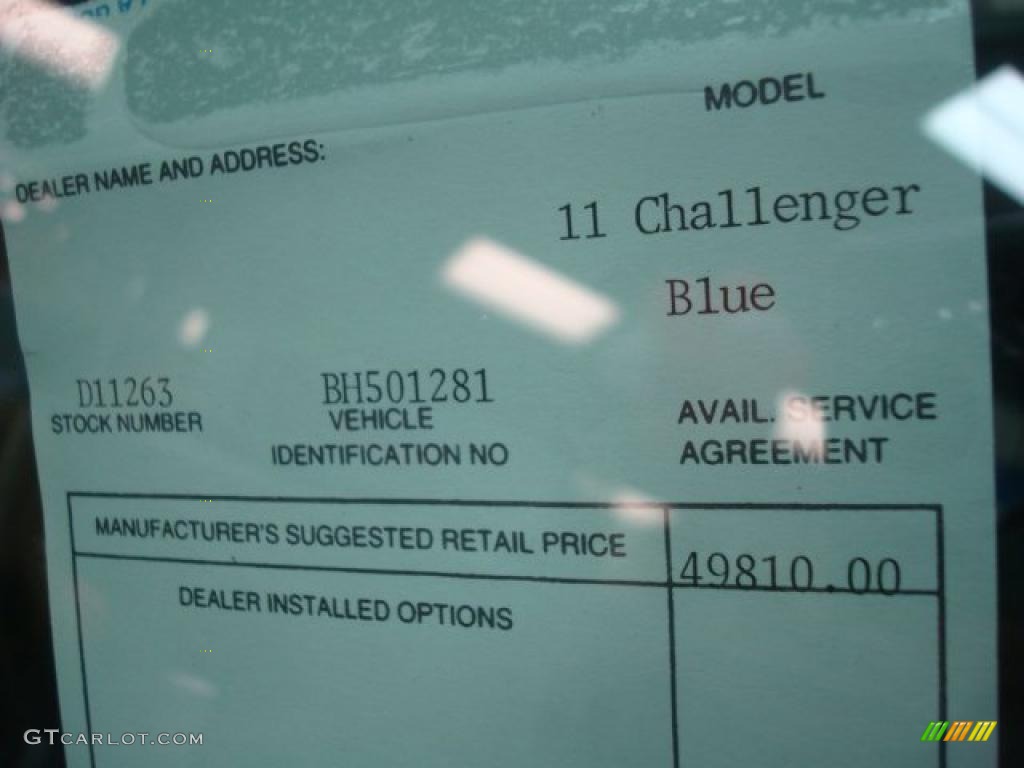 MODEL
DEALER NAME AND ADDRESS:
11 Challenger
Blue
D11263
STOCK NUMBER
BH501281
VEHICLE
IDENTIFICATION NO
AVAIL. SERVICE
AGREEMENT
MANUFACTURER'S SUGGESTED RETAIL PRICE
49810.00
DEALER INSTALLED OPTIONS
GTCARLOT.COM